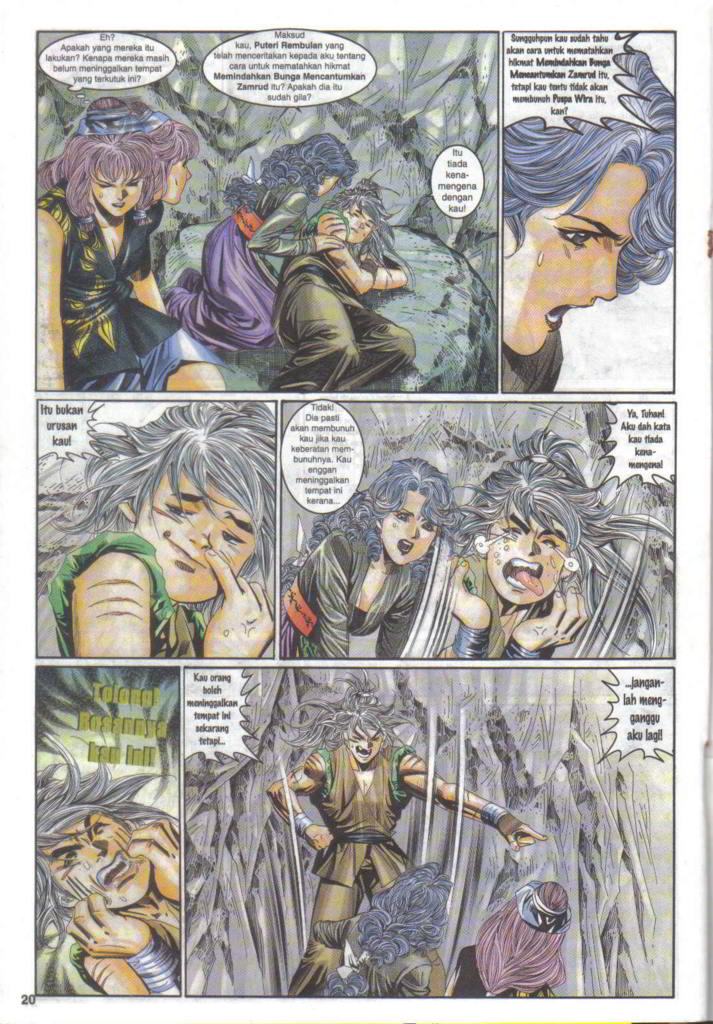 Eh?
Apakah yang mereka itu
lakukan? Kenapa mereka masih
belum meninggalkan tempat
yang terkutuk ini?
Maksud
kau, Puteri Rembulan yang
telah menceritakan kepada aku tentang
cara untuk mematahkan hikmat
Memindahkan Bunga Mencantumkan
Zamrud itu? Apakah dia itu
sudah gila?
Itu
tiada
kena-
mengena
dengan
kau!
Sungguhpun kau sudah tahu
akan cara untuk mematahkan
hikmat Memindahkan Bunga
Mencantumkan Zamrud itu,
tetapi kau tentu tidak akan
membunuh Puspa Wira itu,
kan?
Itu bukan
urusan
kau!
Tidak!
Dia pasti
akan membunuh
kau jika kau
keberatan mem-
bunuhnya. Kau
enggan
meninggalkan
tempat ini
kerana...
Ya, Tuhan!
Aku dah kata
kau tiada
kena-
mengena!
Tolong!
Bosannya
kau ini!
Kau orang
boleh
meninggalkan
tempat ini
sekarang
tetapi...
...jangan-
lah meng-
ganggu
aku lagi!
20